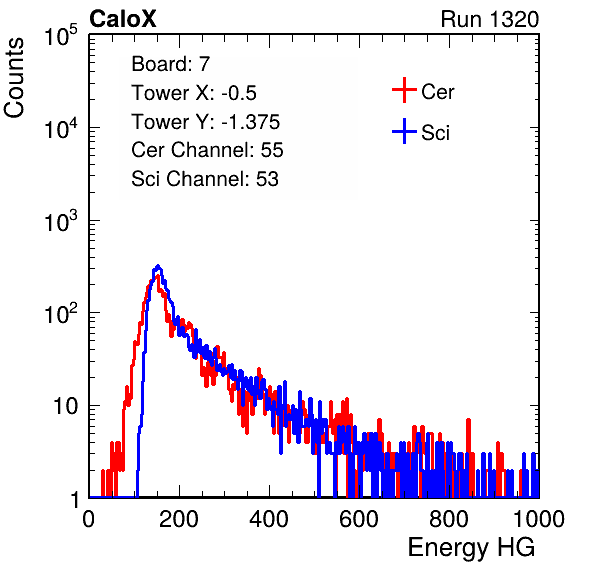 CaloX Run 1320
Counts
Board: 7
Tower X: -0.5
Tower Y: -1.375
Cer Channel: 55
Sci Channel: 53
Cer
Sci
10^5
10^4
10^3
10^2
10
1
0 200 400 600 800 1000
Energy HG